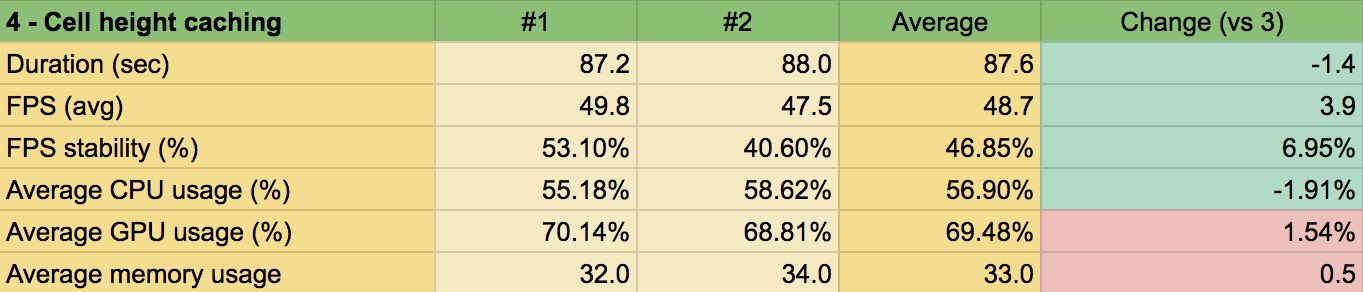 4 - Cell height caching #1 #2 Average Change (vs 3)
Duration (sec) 87.2 88.0 87.6 -1.4
FPS (avg) 49.8 47.5 48.7 3.9
FPS stability (%) 53.10% 40.60% 46.85% 6.95%
Average CPU usage (%) 55.18% 58.62% 56.90% -1.91%
Average GPU usage (%) 70.14% 68.81% 69.48% 1.54%
Average memory usage 32.0 34.0 33.0 0.5